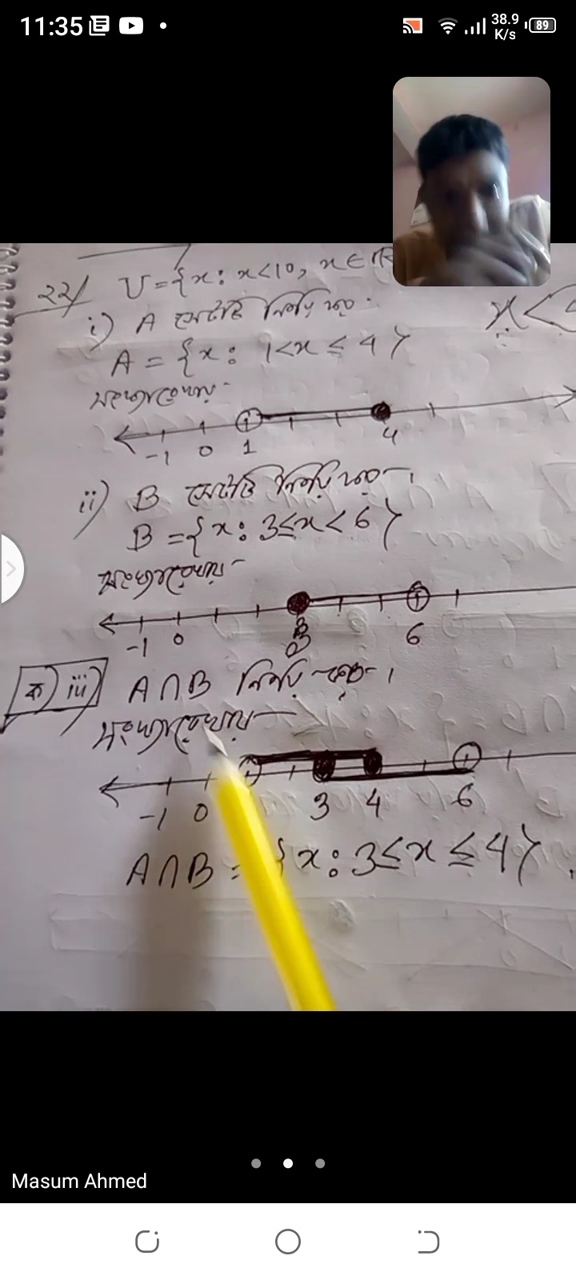 11:35
38.9 K/s
89
২২/ U={x: x<10, x∈R
x<
i) A সেটটি নির্ণয় কর।
A = {x: 1<x≤4}
সংখ্যারেখায়-
-1 0 1 4
ii) B সেটটি নির্ণয় কর।
B={x: 3≤x<6}
সংখ্যারেখায়-
-1 0 3 6
ক) iii) A∩B নির্ণয় কর।
সংখ্যারেখায়-
-1 0 3 4 6
A∩B = {x: 3≤x≤4}
Masum Ahmed